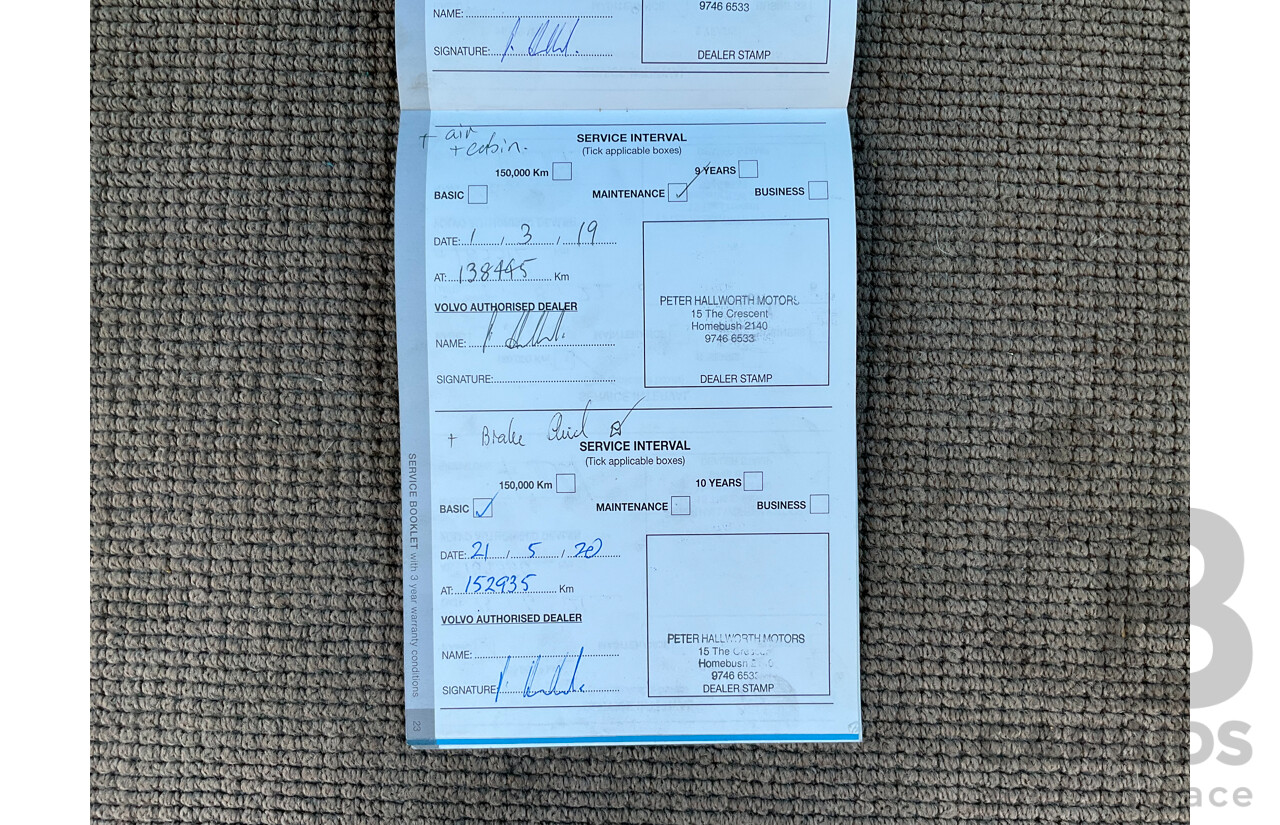 NAME:
9746 6533
SIGNATURE:
DEALER STAMP
+ air
+ cabin.
SERVICE INTERVAL
(Tick applicable boxes)
150,000 Km
9 YEARS
BASIC
MAINTENANCE
BUSINESS
DATE: 1 / 3 / 19
AT: 138445 Km
VOLVO AUTHORISED DEALER
NAME:
SIGNATURE:
PETER HALLWORTH MOTORS
15 The Crescent
Homebush 2140
9746 6533
DEALER STAMP
+ Brake fluid
SERVICE INTERVAL
(Tick applicable boxes)
150,000 Km
10 YEARS
BASIC
MAINTENANCE
BUSINESS
DATE: 21 / 5 / 20
AT: 152935 Km
VOLVO AUTHORISED DEALER
NAME:
SIGNATURE
PETER HALLWORTH MOTORS
15 The
Homebush
9746 653
DEALER STAMP
SERVICE BOOKLET with 3 year warranty conditions
23